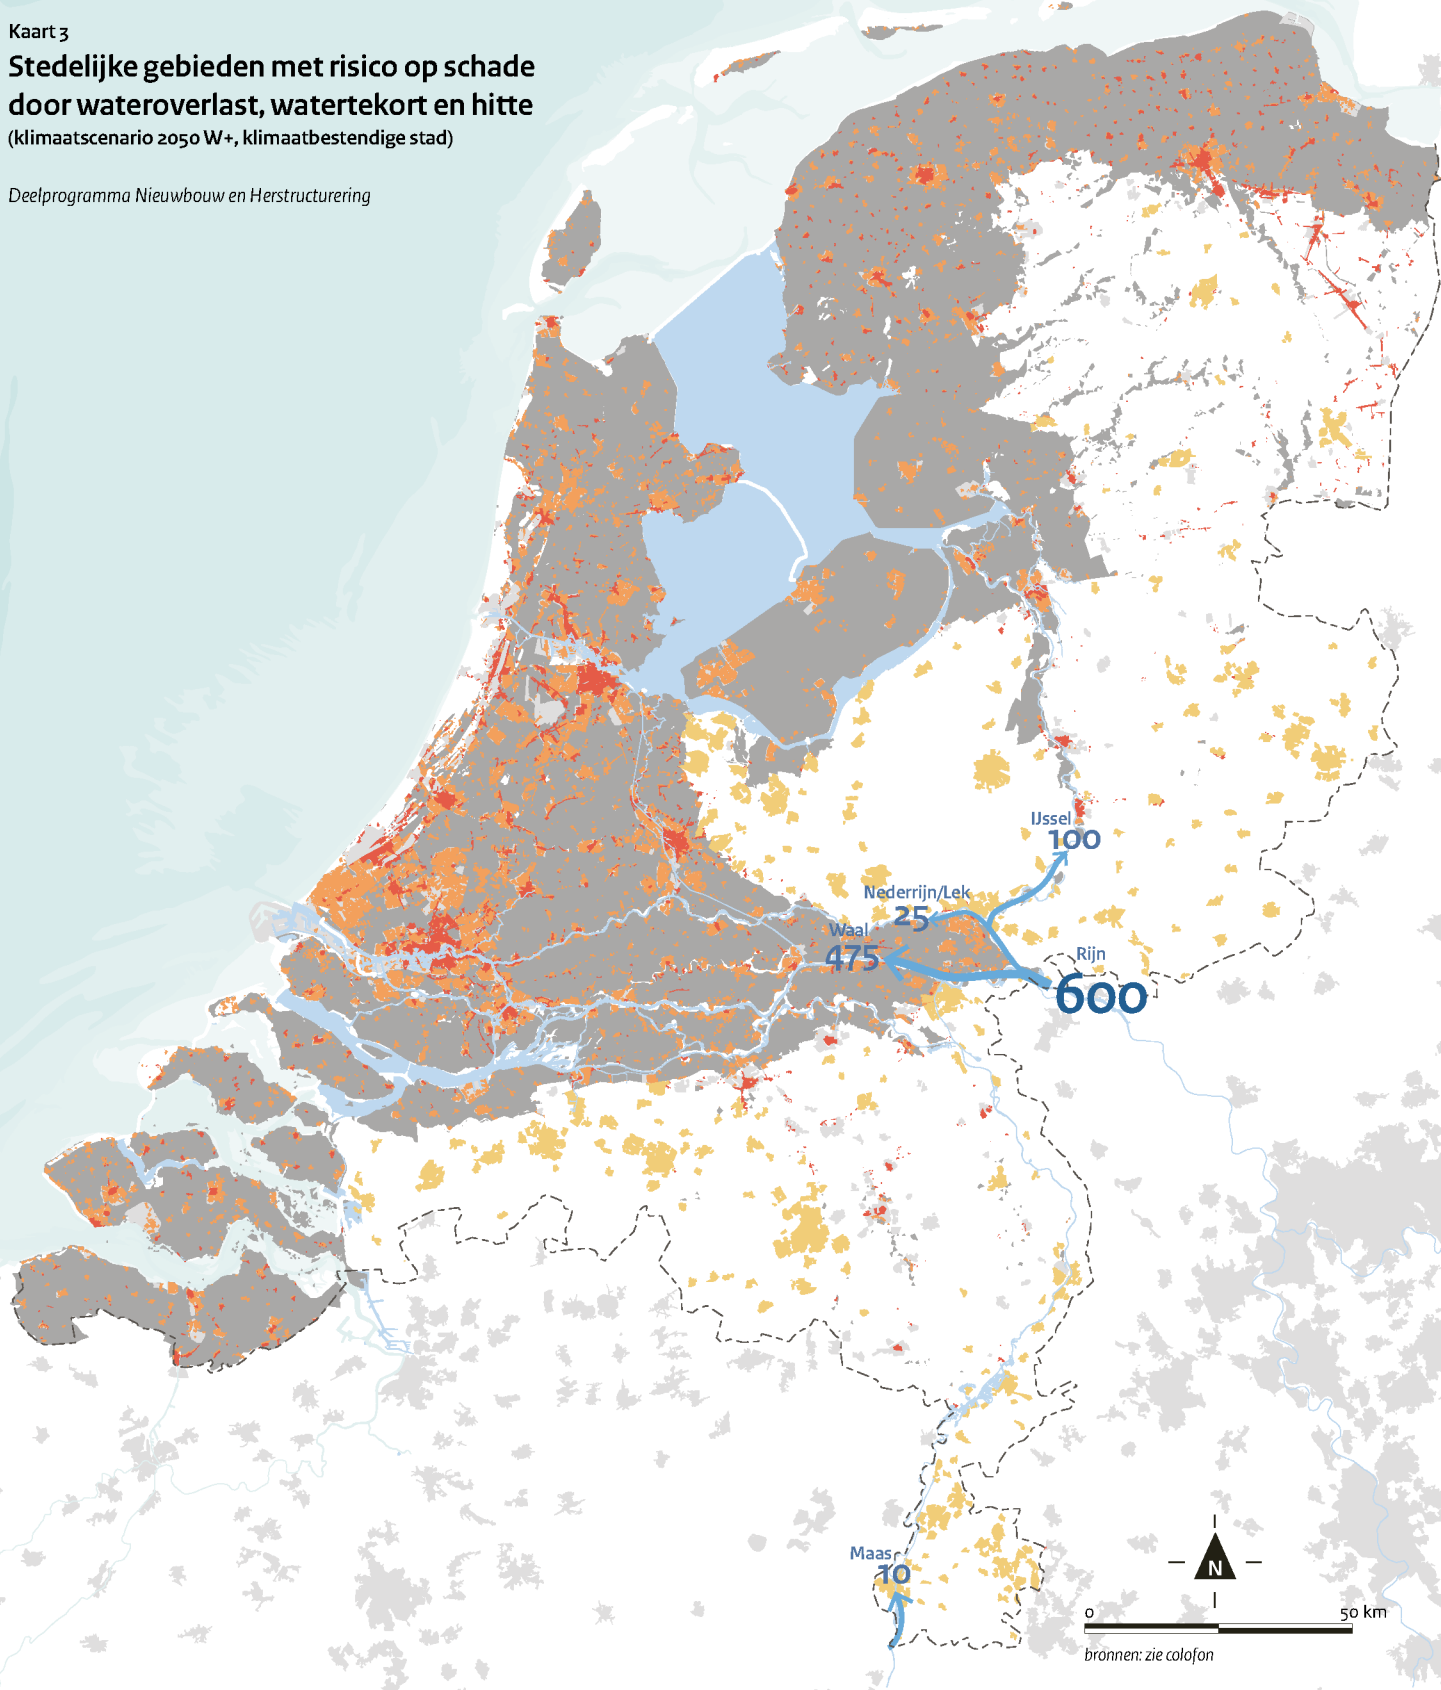 Kaart 3
Stedelijke gebieden met risico op schade
door wateroverlast, watertekort en hitte
(klimaatscenario 2050 W+, klimaatbestendige stad)
Deelprogramma Nieuwbouw en Herstructurering
IJssel
100
Nederrijn/Lek
25
Waal
475
Rijn
600
Maas
10
N
0 50 km
bronnen: zie colofon